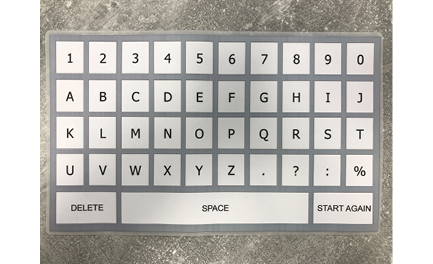 1 2 3 4 5 6 7 8 9 0
A B C D E F G H I J
K L M N O P Q R S T
U V W X Y Z . ? : %
DELETE SPACE START AGAIN